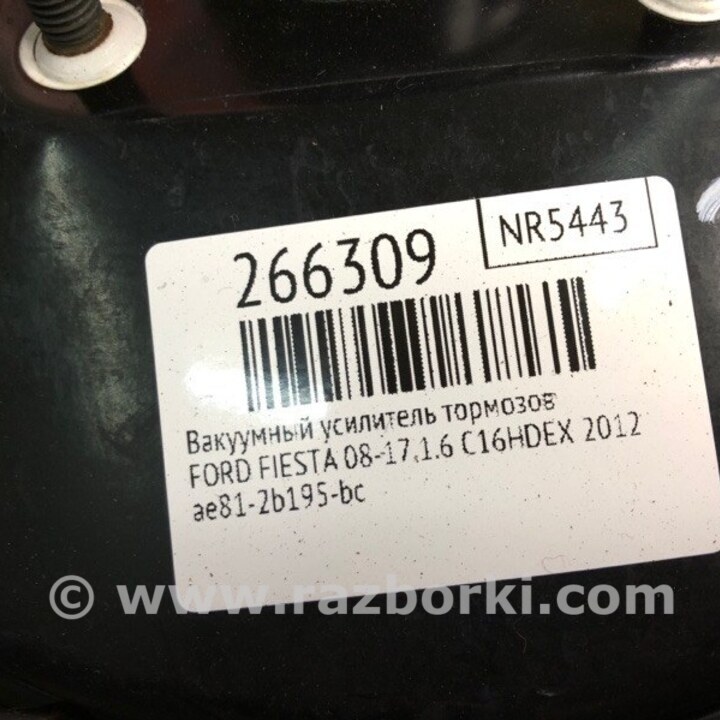 266309
NR5443
Вакуумный усилитель тормозов
FORD FIESTA 08-17,1.6 C16HDEX 2012
ae81-2b195-bc
© www.razborki.com